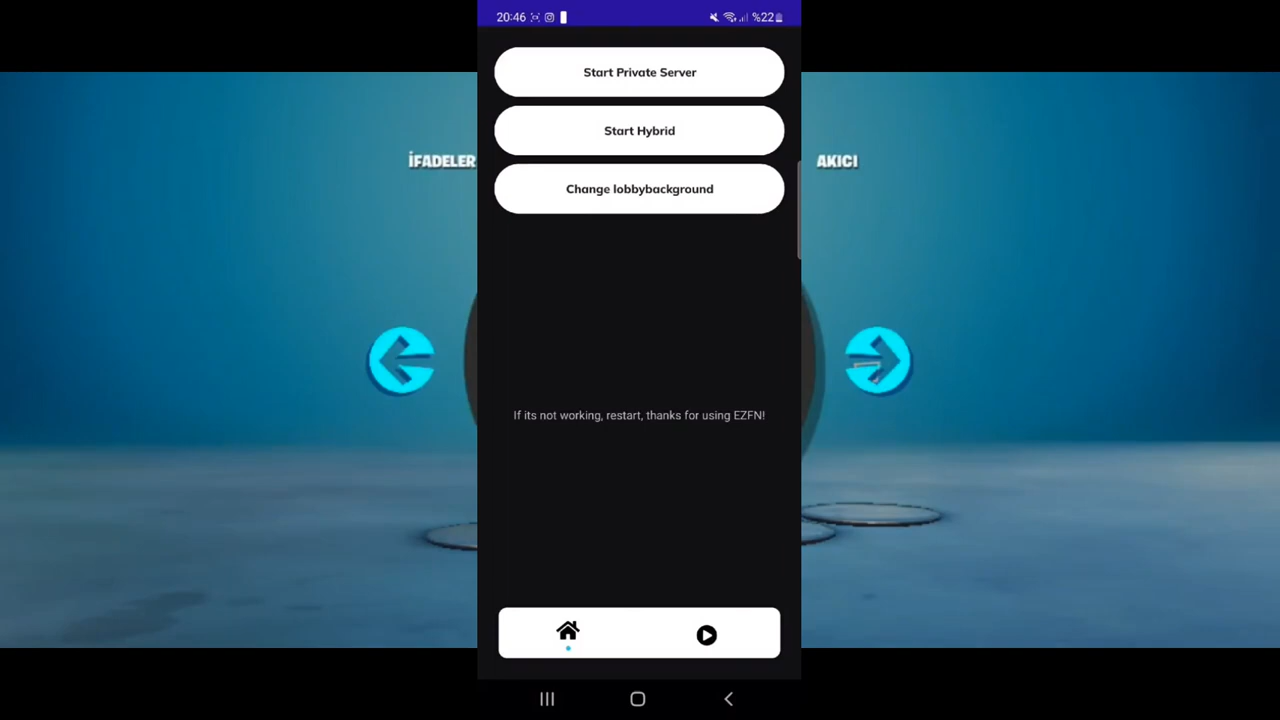 20:46
%22
Start Private Server
Start Hybrid
İFADELER
AKICI
Change lobbybackground
If its not working, restart, thanks for using EZFN!